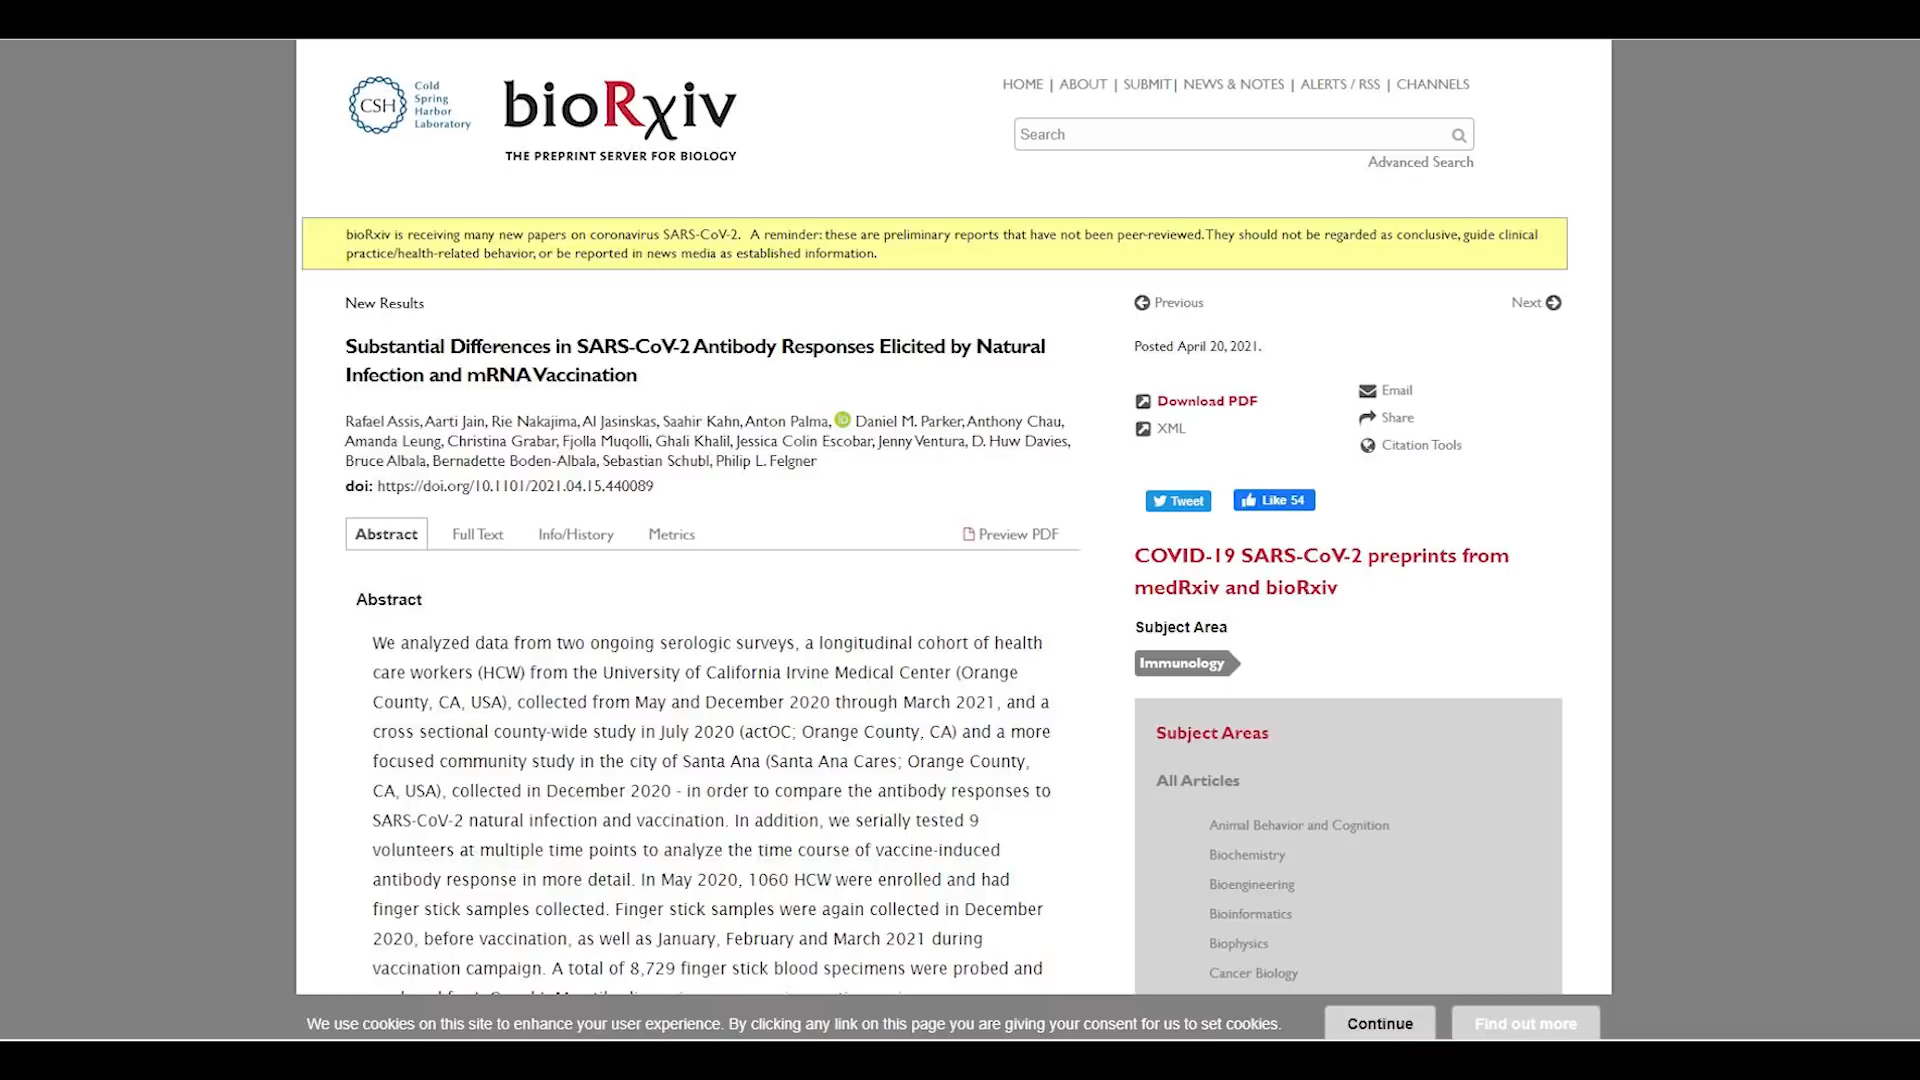 CSH
Cold
Spring
Harbor
Laboratory
bioRxiv
THE PREPRINT SERVER FOR BIOLOGY
HOME | ABOUT | SUBMIT | NEWS & NOTES | ALERTS / RSS | CHANNELS
Search
Advanced Search
bioRxiv is receiving many new papers on coronavirus SARS-CoV-2. A reminder: these are preliminary reports that have not been peer-reviewed. They should not be regarded as conclusive, guide clinical
practice/health-related behavior, or be reported in news media as established information.
New Results
Substantial Differences in SARS-CoV-2 Antibody Responses Elicited by Natural
Infection and mRNA Vaccination
Rafael Assis, Aarti Jain, Rie Nakajima, Al Jasinskas, Saahir Kahn, Anton Palma, iD Daniel M. Parker, Anthony Chau,
Amanda Leung, Christina Grabar, Fjolla Muqolli, Ghali Khalil, Jessica Colin Escobar, Jenny Ventura, D. Huw Davies,
Bruce Albala, Bernadette Boden-Albala, Sebastian Schubl, Philip L. Felgner
doi: https://doi.org/10.1101/2021.04.15.440089
Abstract
Full Text
Info/History
Metrics
Preview PDF
Abstract
We analyzed data from two ongoing serologic surveys, a longitudinal cohort of health
care workers (HCW) from the University of California Irvine Medical Center (Orange
County, CA, USA), collected from May and December 2020 through March 2021, and a
cross sectional county-wide study in July 2020 (actOC; Orange County, CA) and a more
focused community study in the city of Santa Ana (Santa Ana Cares; Orange County,
CA, USA), collected in December 2020 - in order to compare the antibody responses to
SARS-CoV-2 natural infection and vaccination. In addition, we serially tested 9
volunteers at multiple time points to analyze the time course of vaccine-induced
antibody response in more detail. In May 2020, 1060 HCW were enrolled and had
finger stick samples collected. Finger stick samples were again collected in December
2020, before vaccination, as well as January, February and March 2021 during
vaccination campaign. A total of 8,729 finger stick blood specimens were probed and
Previous
Next
Posted April 20, 2021.
Download PDF
XML
Email
Share
Citation Tools
Tweet
Like 54
COVID-19 SARS-CoV-2 preprints from
medRxiv and bioRxiv
Subject Area
Immunology
Subject Areas
All Articles
Animal Behavior and Cognition
Biochemistry
Bioengineering
Bioinformatics
Biophysics
Cancer Biology
We use cookies on this site to enhance your user experience. By clicking any link on this page you are giving your consent for us to set cookies.
Continue
Find out more